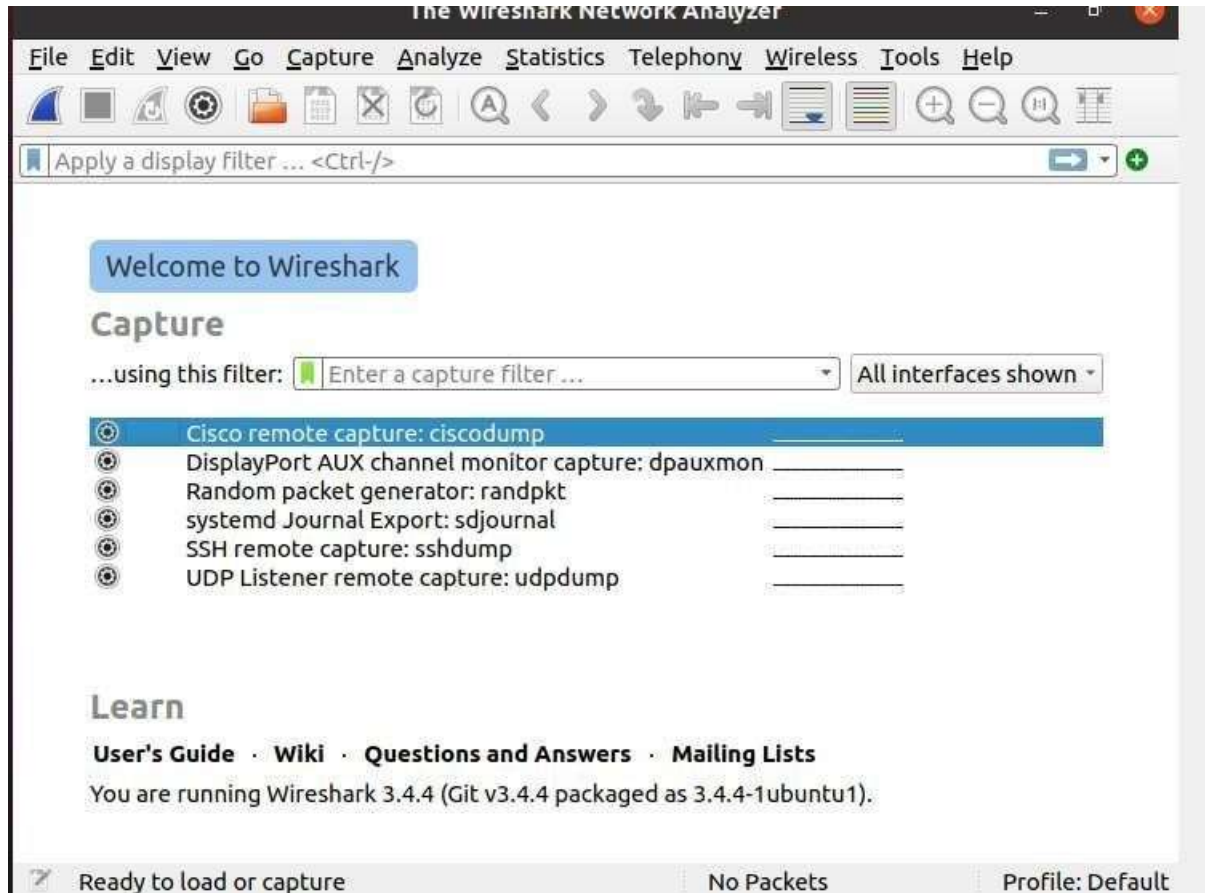 The Wireshark Network Analyzer
File Edit View Go Capture Analyze Statistics Telephony Wireless Tools Help
Apply a display filter ... <Ctrl-/>
Welcome to Wireshark
Capture
...using this filter: Enter a capture filter ... All interfaces shown
Cisco remote capture: ciscodump
DisplayPort AUX channel monitor capture: dpauxmon
Random packet generator: randpkt
systemd Journal Export: sdjournal
SSH remote capture: sshdump
UDP Listener remote capture: udpdump
Learn
User's Guide · Wiki · Questions and Answers · Mailing Lists
You are running Wireshark 3.4.4 (Git v3.4.4 packaged as 3.4.4-1ubuntu1).
Ready to load or capture No Packets Profile: Default